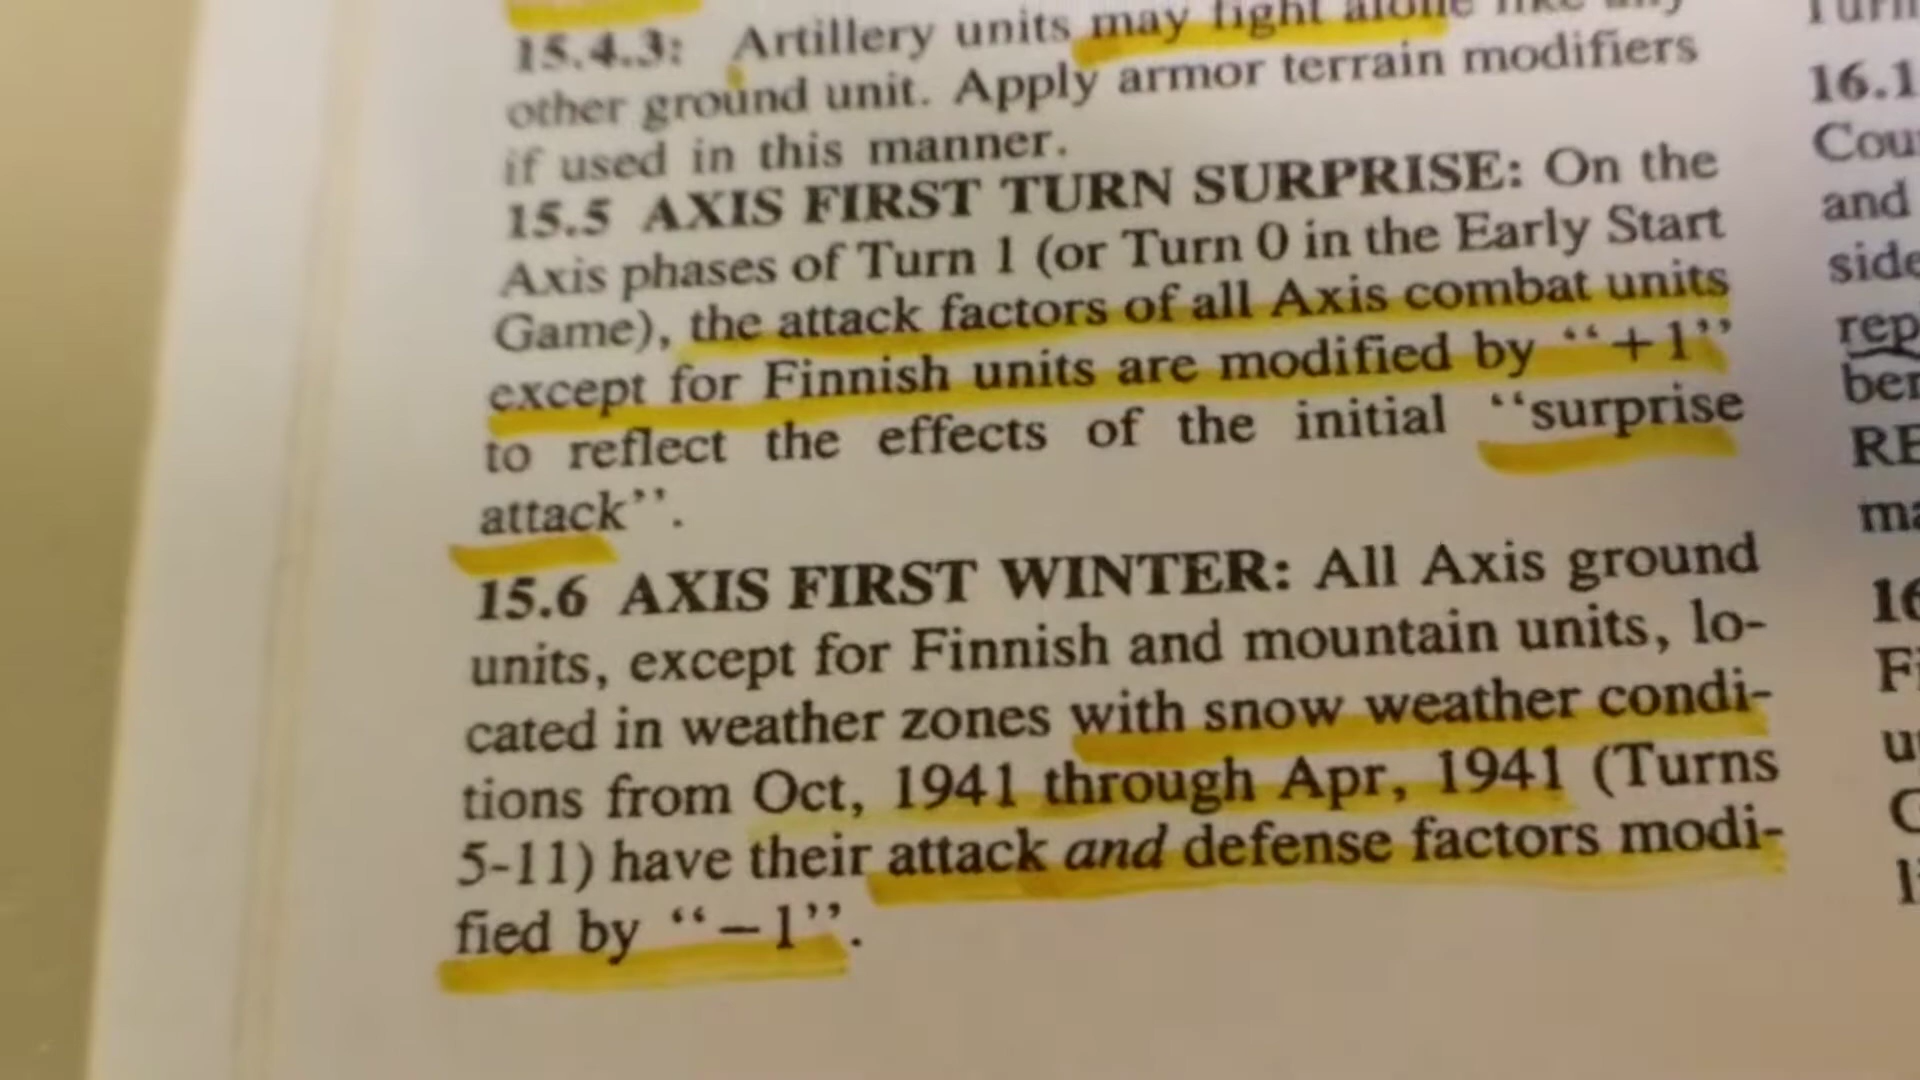 15.4.3: Artillery units may fight alone like any
other ground unit. Apply armor terrain modifiers
if used in this manner.
15.5 AXIS FIRST TURN SURPRISE: On the
Axis phases of Turn 1 (or Turn 0 in the Early Start
Game), the attack factors of all Axis combat units
except for Finnish units are modified by “+1”
to reflect the effects of the initial “surprise
attack”.
15.6 AXIS FIRST WINTER: All Axis ground
units, except for Finnish and mountain units, lo-
cated in weather zones with snow weather condi-
tions from Oct, 1941 through Apr, 1941 (Turns
5-11) have their attack and defense factors modi-
fied by “−1”.
16.1
and